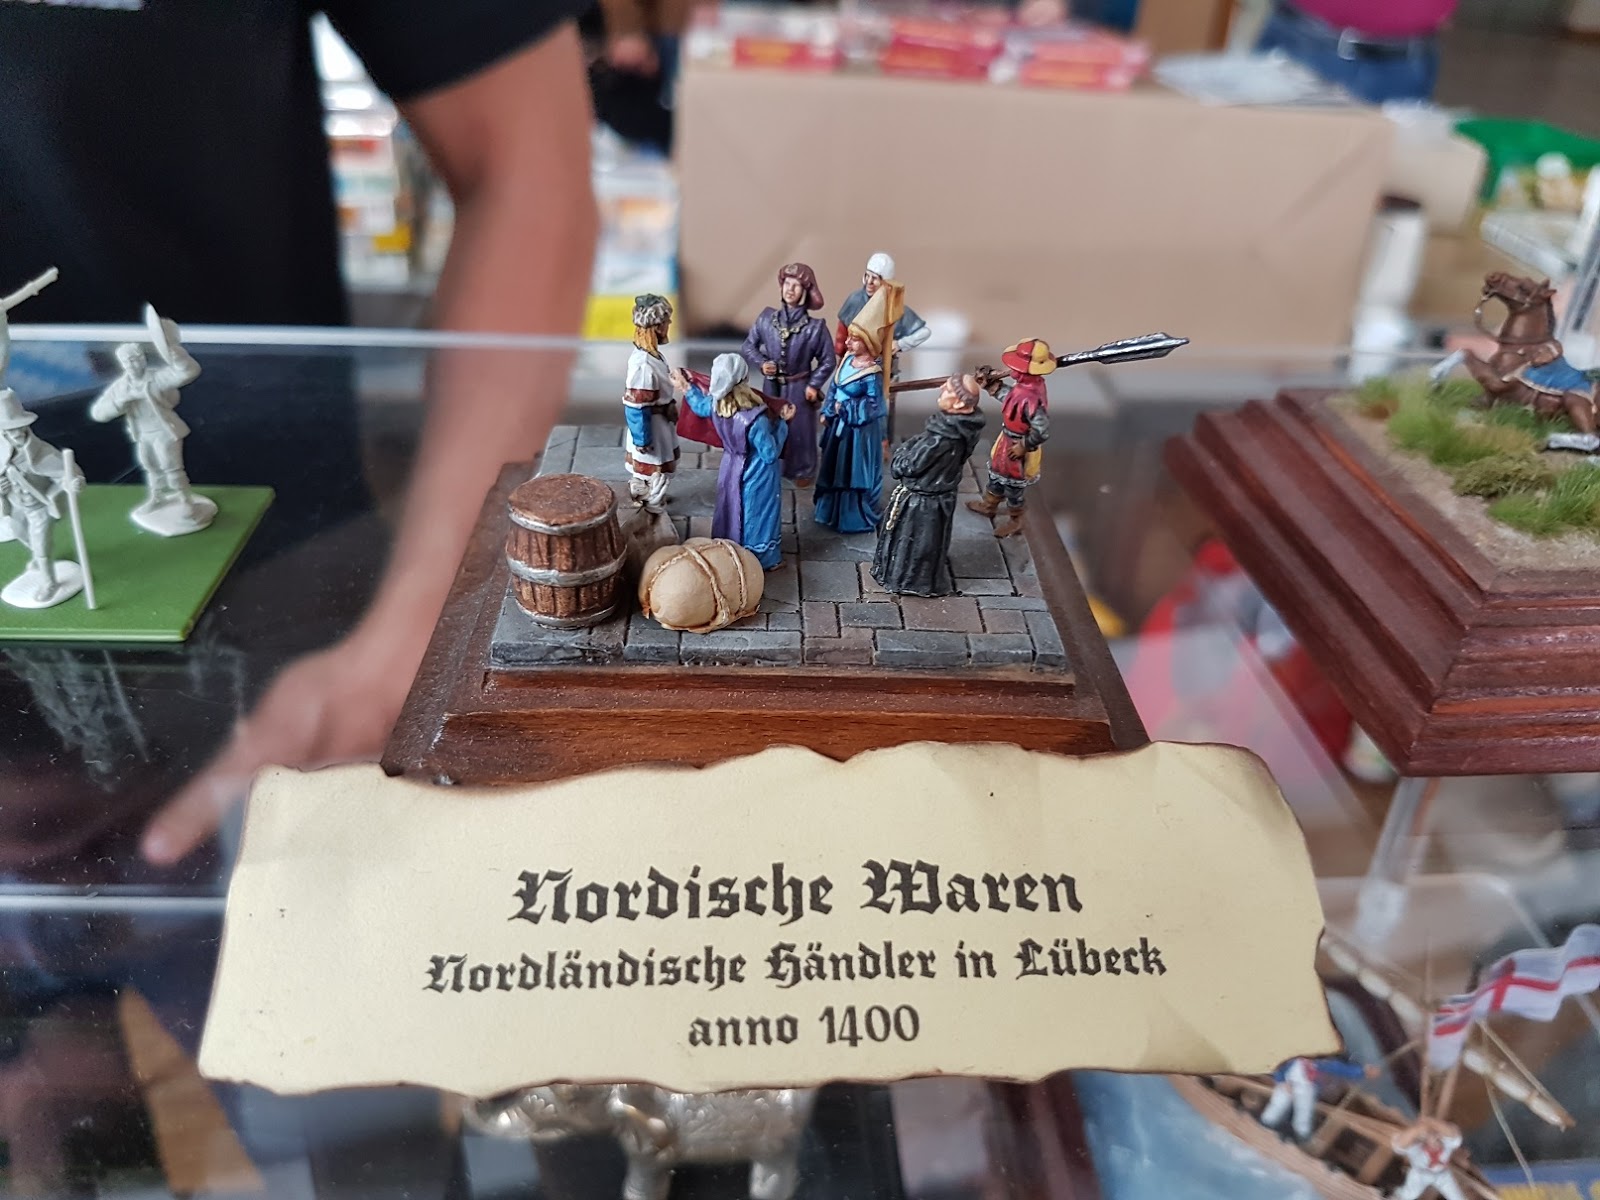 Nordische Waren
Nordländische Händler in Lübeck
anno 1400